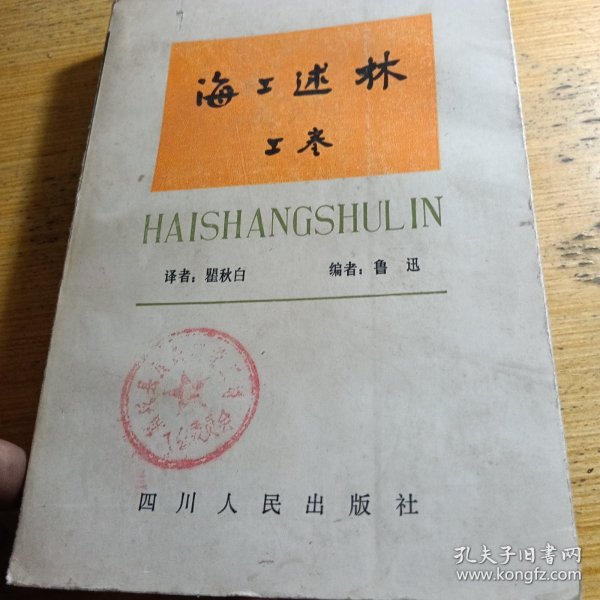 海上述林
上卷
HAISHANGSHULIN
译者：瞿秋白 编者：鲁 迅
四川人民出版社
孔夫子旧书网
www.kongfz.com